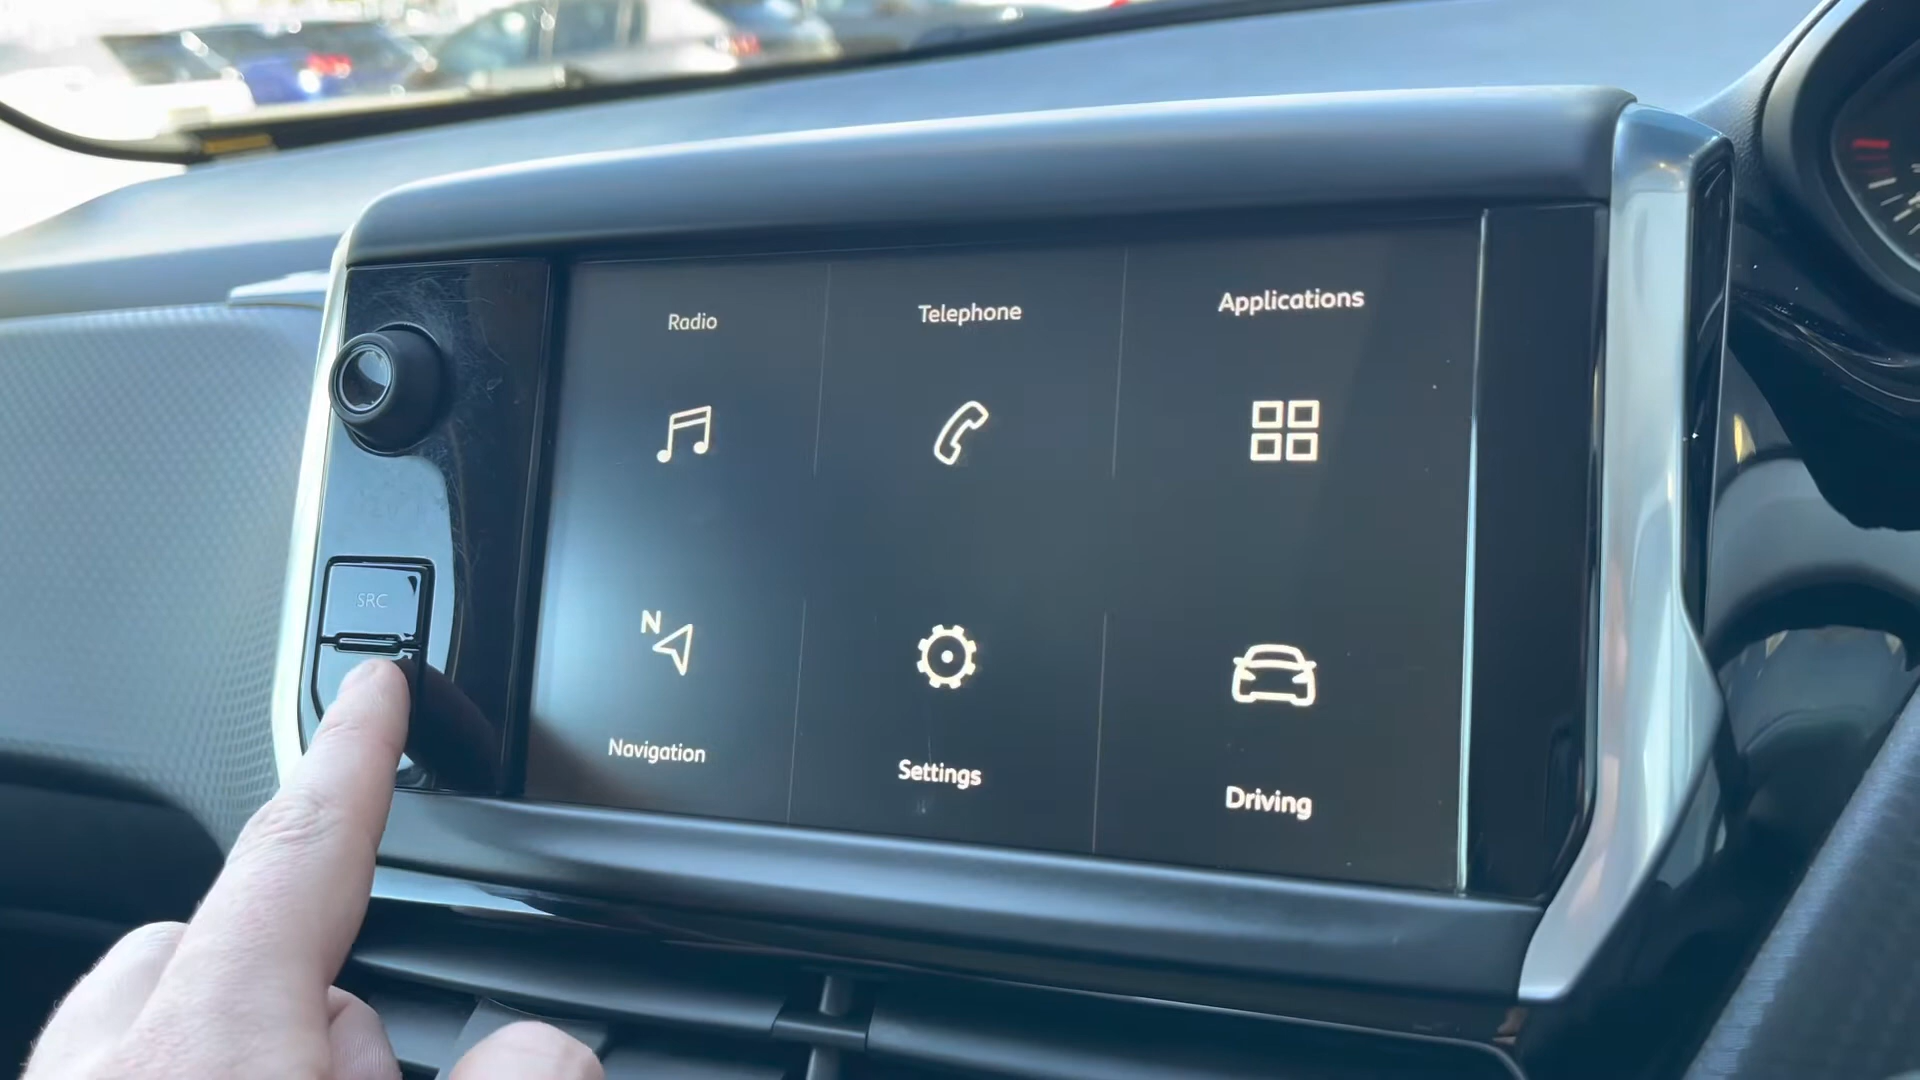 Radio
Telephone
Applications
SRC
N
Navigation
Settings
Driving